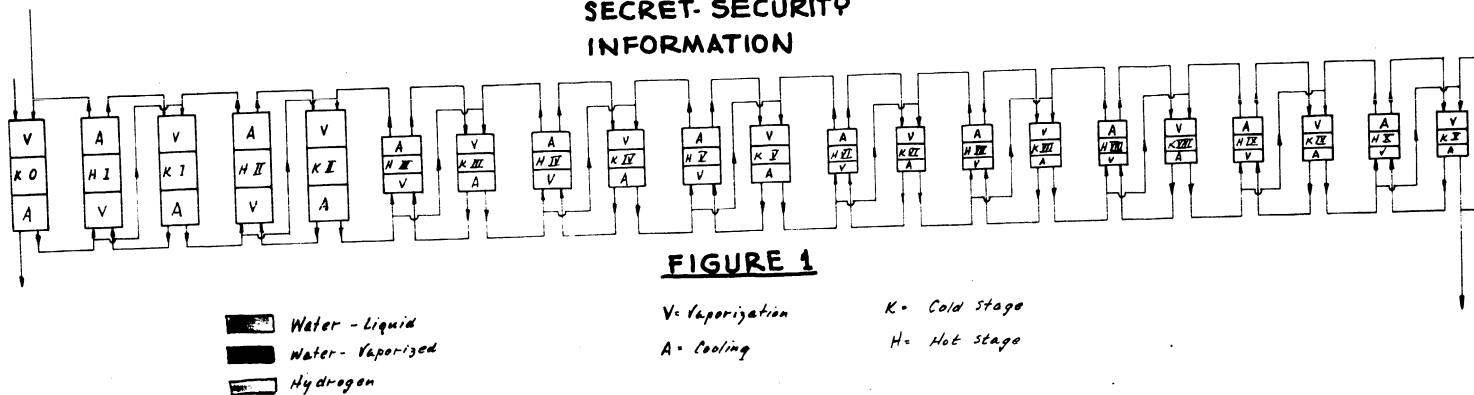 SECRET- SECURITY
INFORMATION
V K0 A
A H I V
V K I A
A H II V
V K II A
A H III V
V K III A
A H IV V
V K IV A
A H V V
V K V A
A H VI V
V K VI A
A H VII V
V K VII A
A H VIII V
V K VIII A
A H IX V
V K IX A
A H X V
V K X A
FIGURE 1
Water - Liquid
Water - Vaporized
Hydrogen
V= Vaporization
A= Cooling
K= Cold stage
H= Hot stage